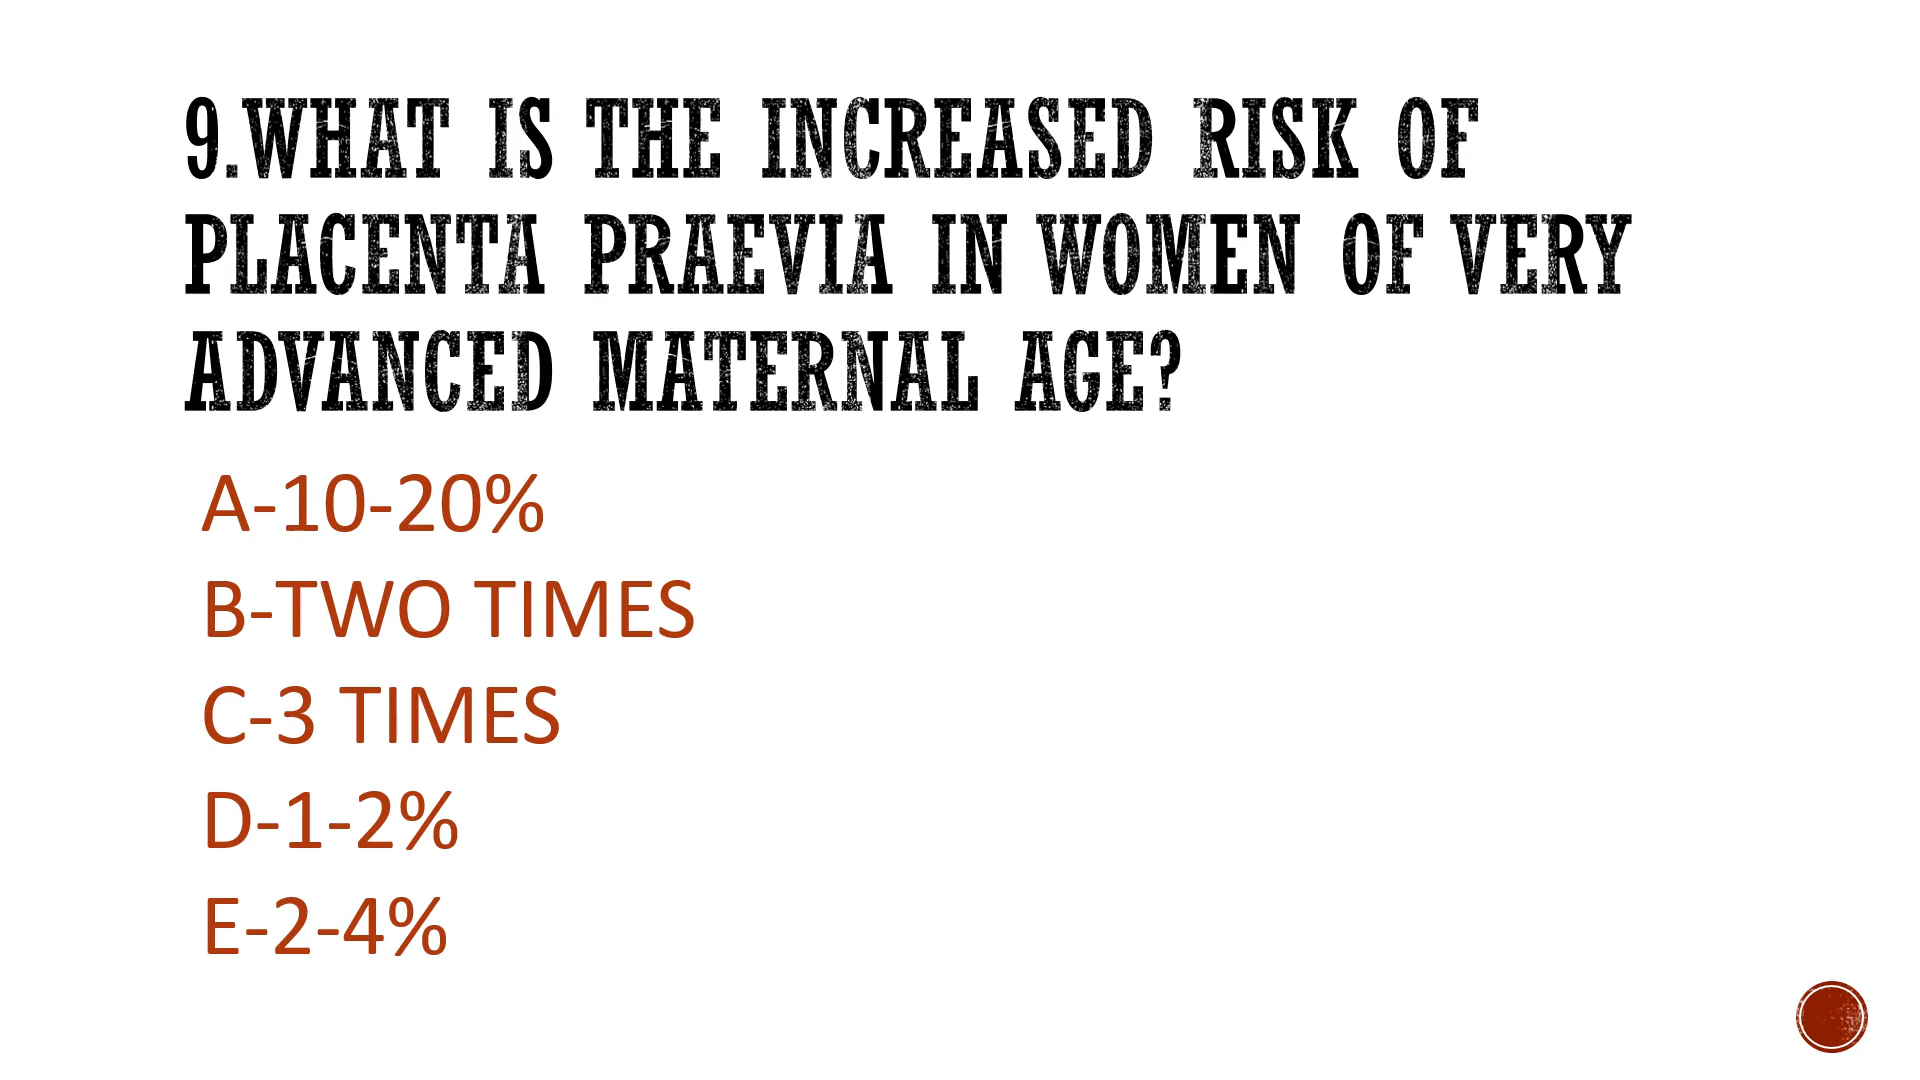 9.WHAT IS THE INCREASED RISK OF
PLACENTA PRAEVIA IN WOMEN OF VERY
ADVANCED MATERNAL AGE?
A-10-20%
B-TWO TIMES
C-3 TIMES
D-1-2%
E-2-4%